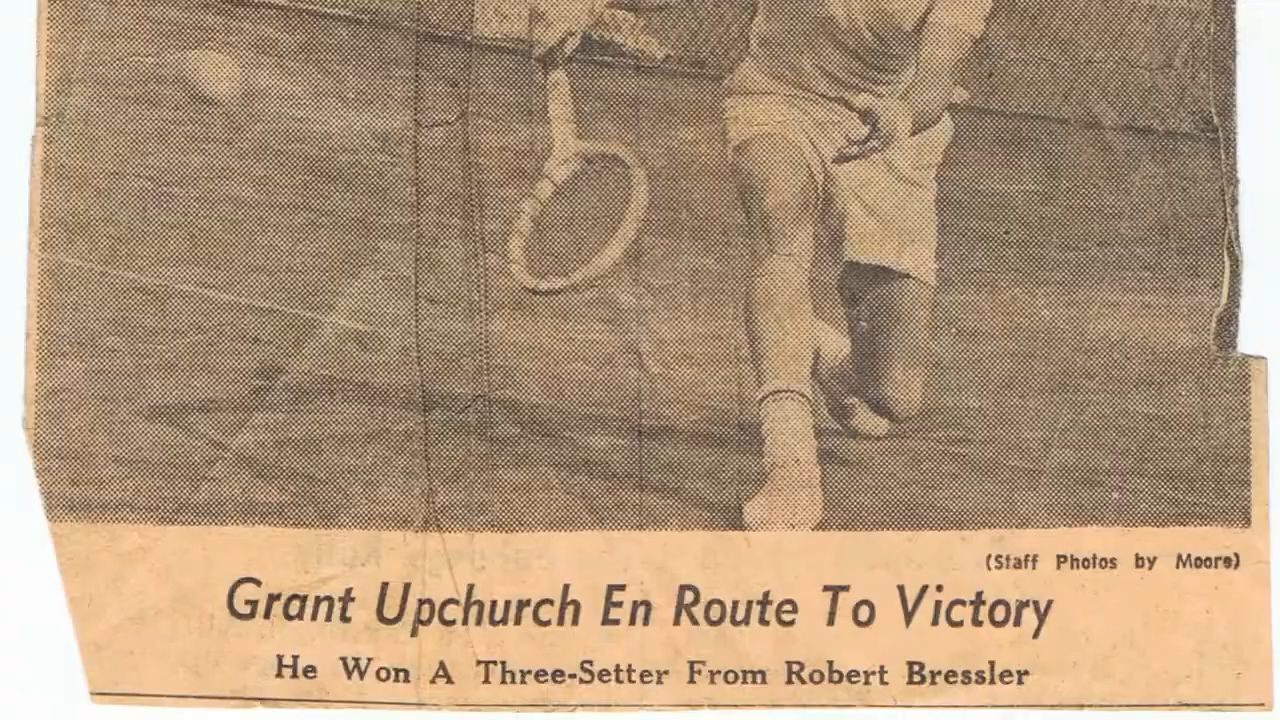 (Staff Photos by Moore)
Grant Upchurch En Route To Victory
He Won A Three-Setter From Robert Bressler